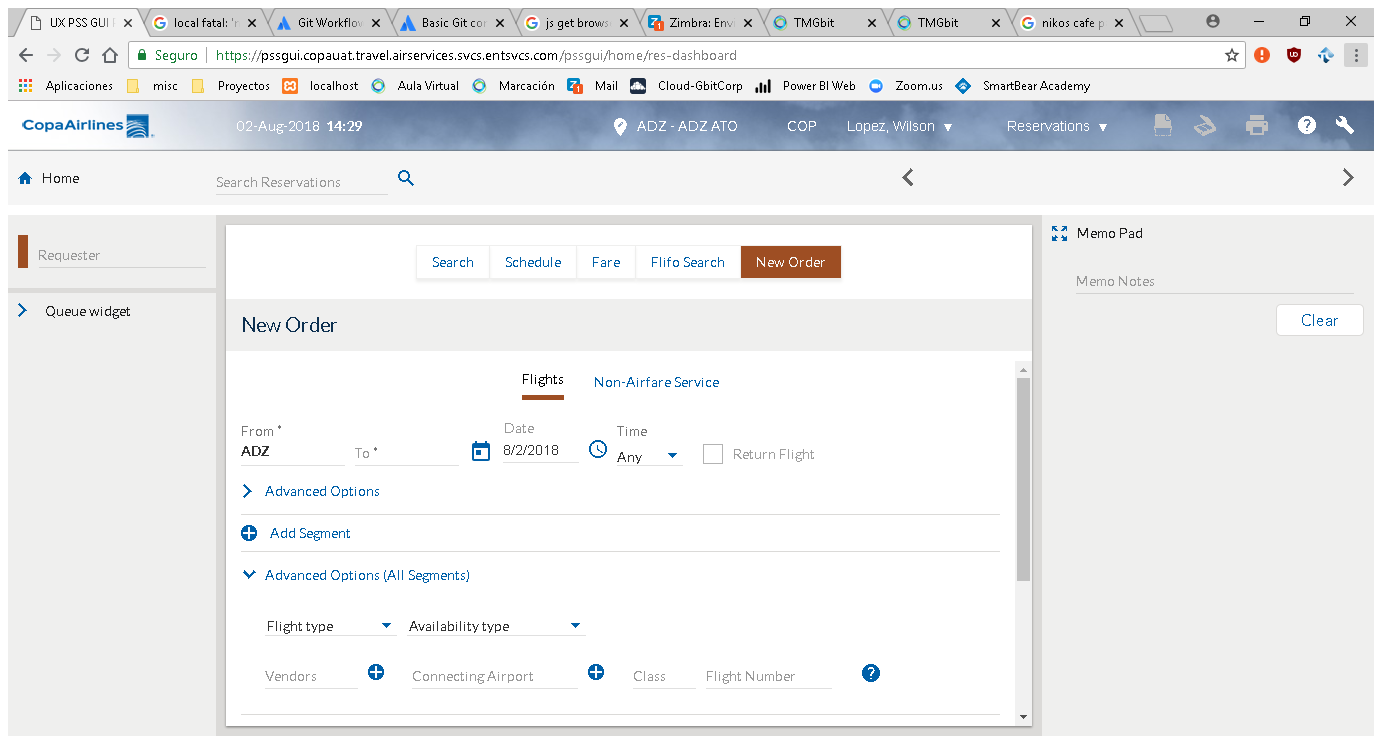 UX PSS GUI local fatal: 'n Git Workflov Basic Git cor js get brows Zimbra: Envi TMGbit TMGbit nikos cafe p
Seguro https://pssgui.copauat.travel.airservices.svcs.entsvcs.com/pssgui/home/res-dashboard
Aplicaciones misc Proyectos localhost Aula Virtual Marcación Mail Cloud-GbitCorp Power BI Web Zoom.us SmartBear Academy
CopaAirlines 02-Aug-2018 14:29 ADZ - ADZ ATO COP Lopez, Wilson Reservations
Home Search Reservations
Requester
Queue widget
Search Schedule Fare Flifo Search New Order
New Order
Flights Non-Airfare Service
From * To * Date Time
ADZ 8/2/2018 Any Return Flight
Advanced Options
Add Segment
Advanced Options (All Segments)
Flight type Availability type
Vendors Connecting Airport Class Flight Number
Memo Pad
Memo Notes
Clear